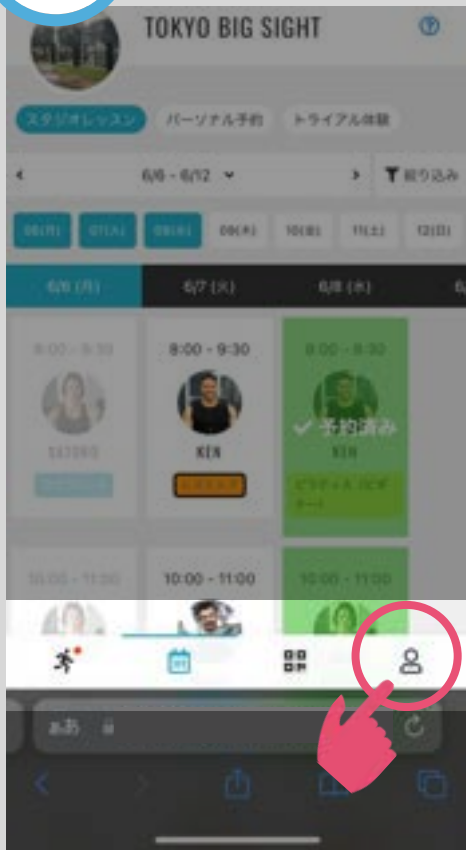 TOKYO BIG SIGHT
スタジオレッスン パーソナル予約 トライアル体験
6/6 - 6/12 絞り込み
06(月) 07(火) 08(水) 09(木) 10(金) 11(土) 12(日)
6/6 (月) 6/7 (火) 6/8 (水) 6/
8:00 - 9:30 8:00 - 9:30 8:00 - 9:30
✓ 予約済み
KEN KEN
10:00 - 11:00 10:00 - 11:00 10:00 - 11:00
ぁあ